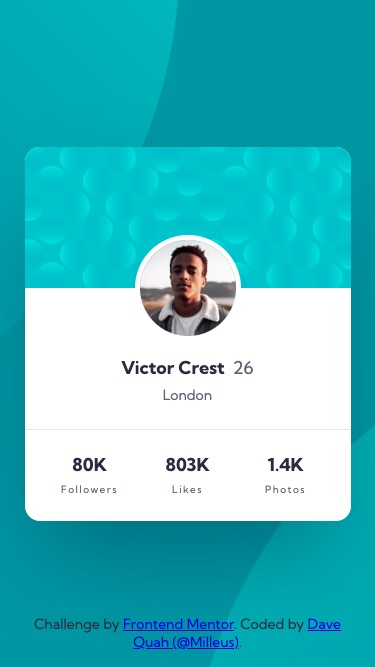 Victor Crest 26
London
80K 803K 1.4K
Followers Likes Photos
Challenge by Frontend Mentor. Coded by Dave
Quah (@Milleus).